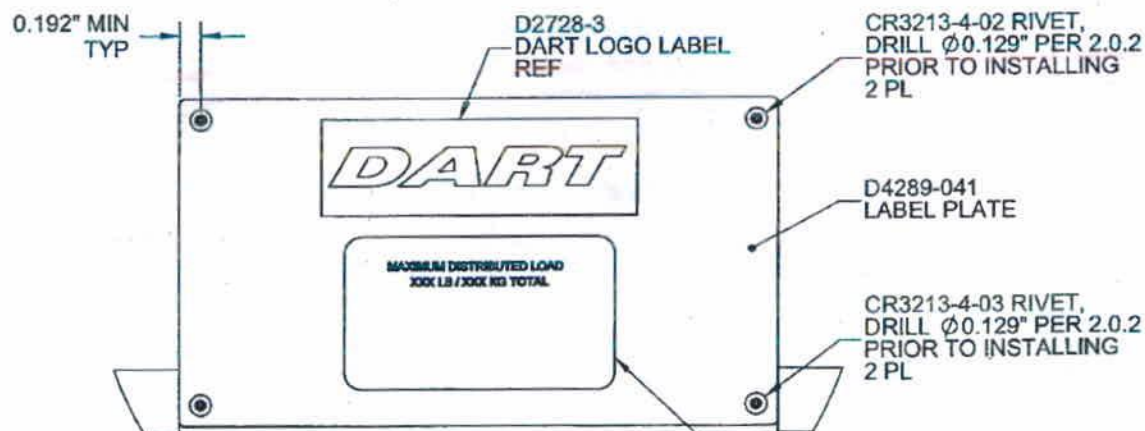 0.192" MIN
TYP
D2728-3
DART LOGO LABEL
REF
CR3213-4-02 RIVET,
DRILL Ø0.129" PER 2.0.2
PRIOR TO INSTALLING
2 PL
DART
D4289-041
LABEL PLATE
MAXIMUM DISTRIBUTED LOAD
XXX LB / XXX KG TOTAL
CR3213-4-03 RIVET,
DRILL Ø0.129" PER 2.0.2
PRIOR TO INSTALLING
2 PL